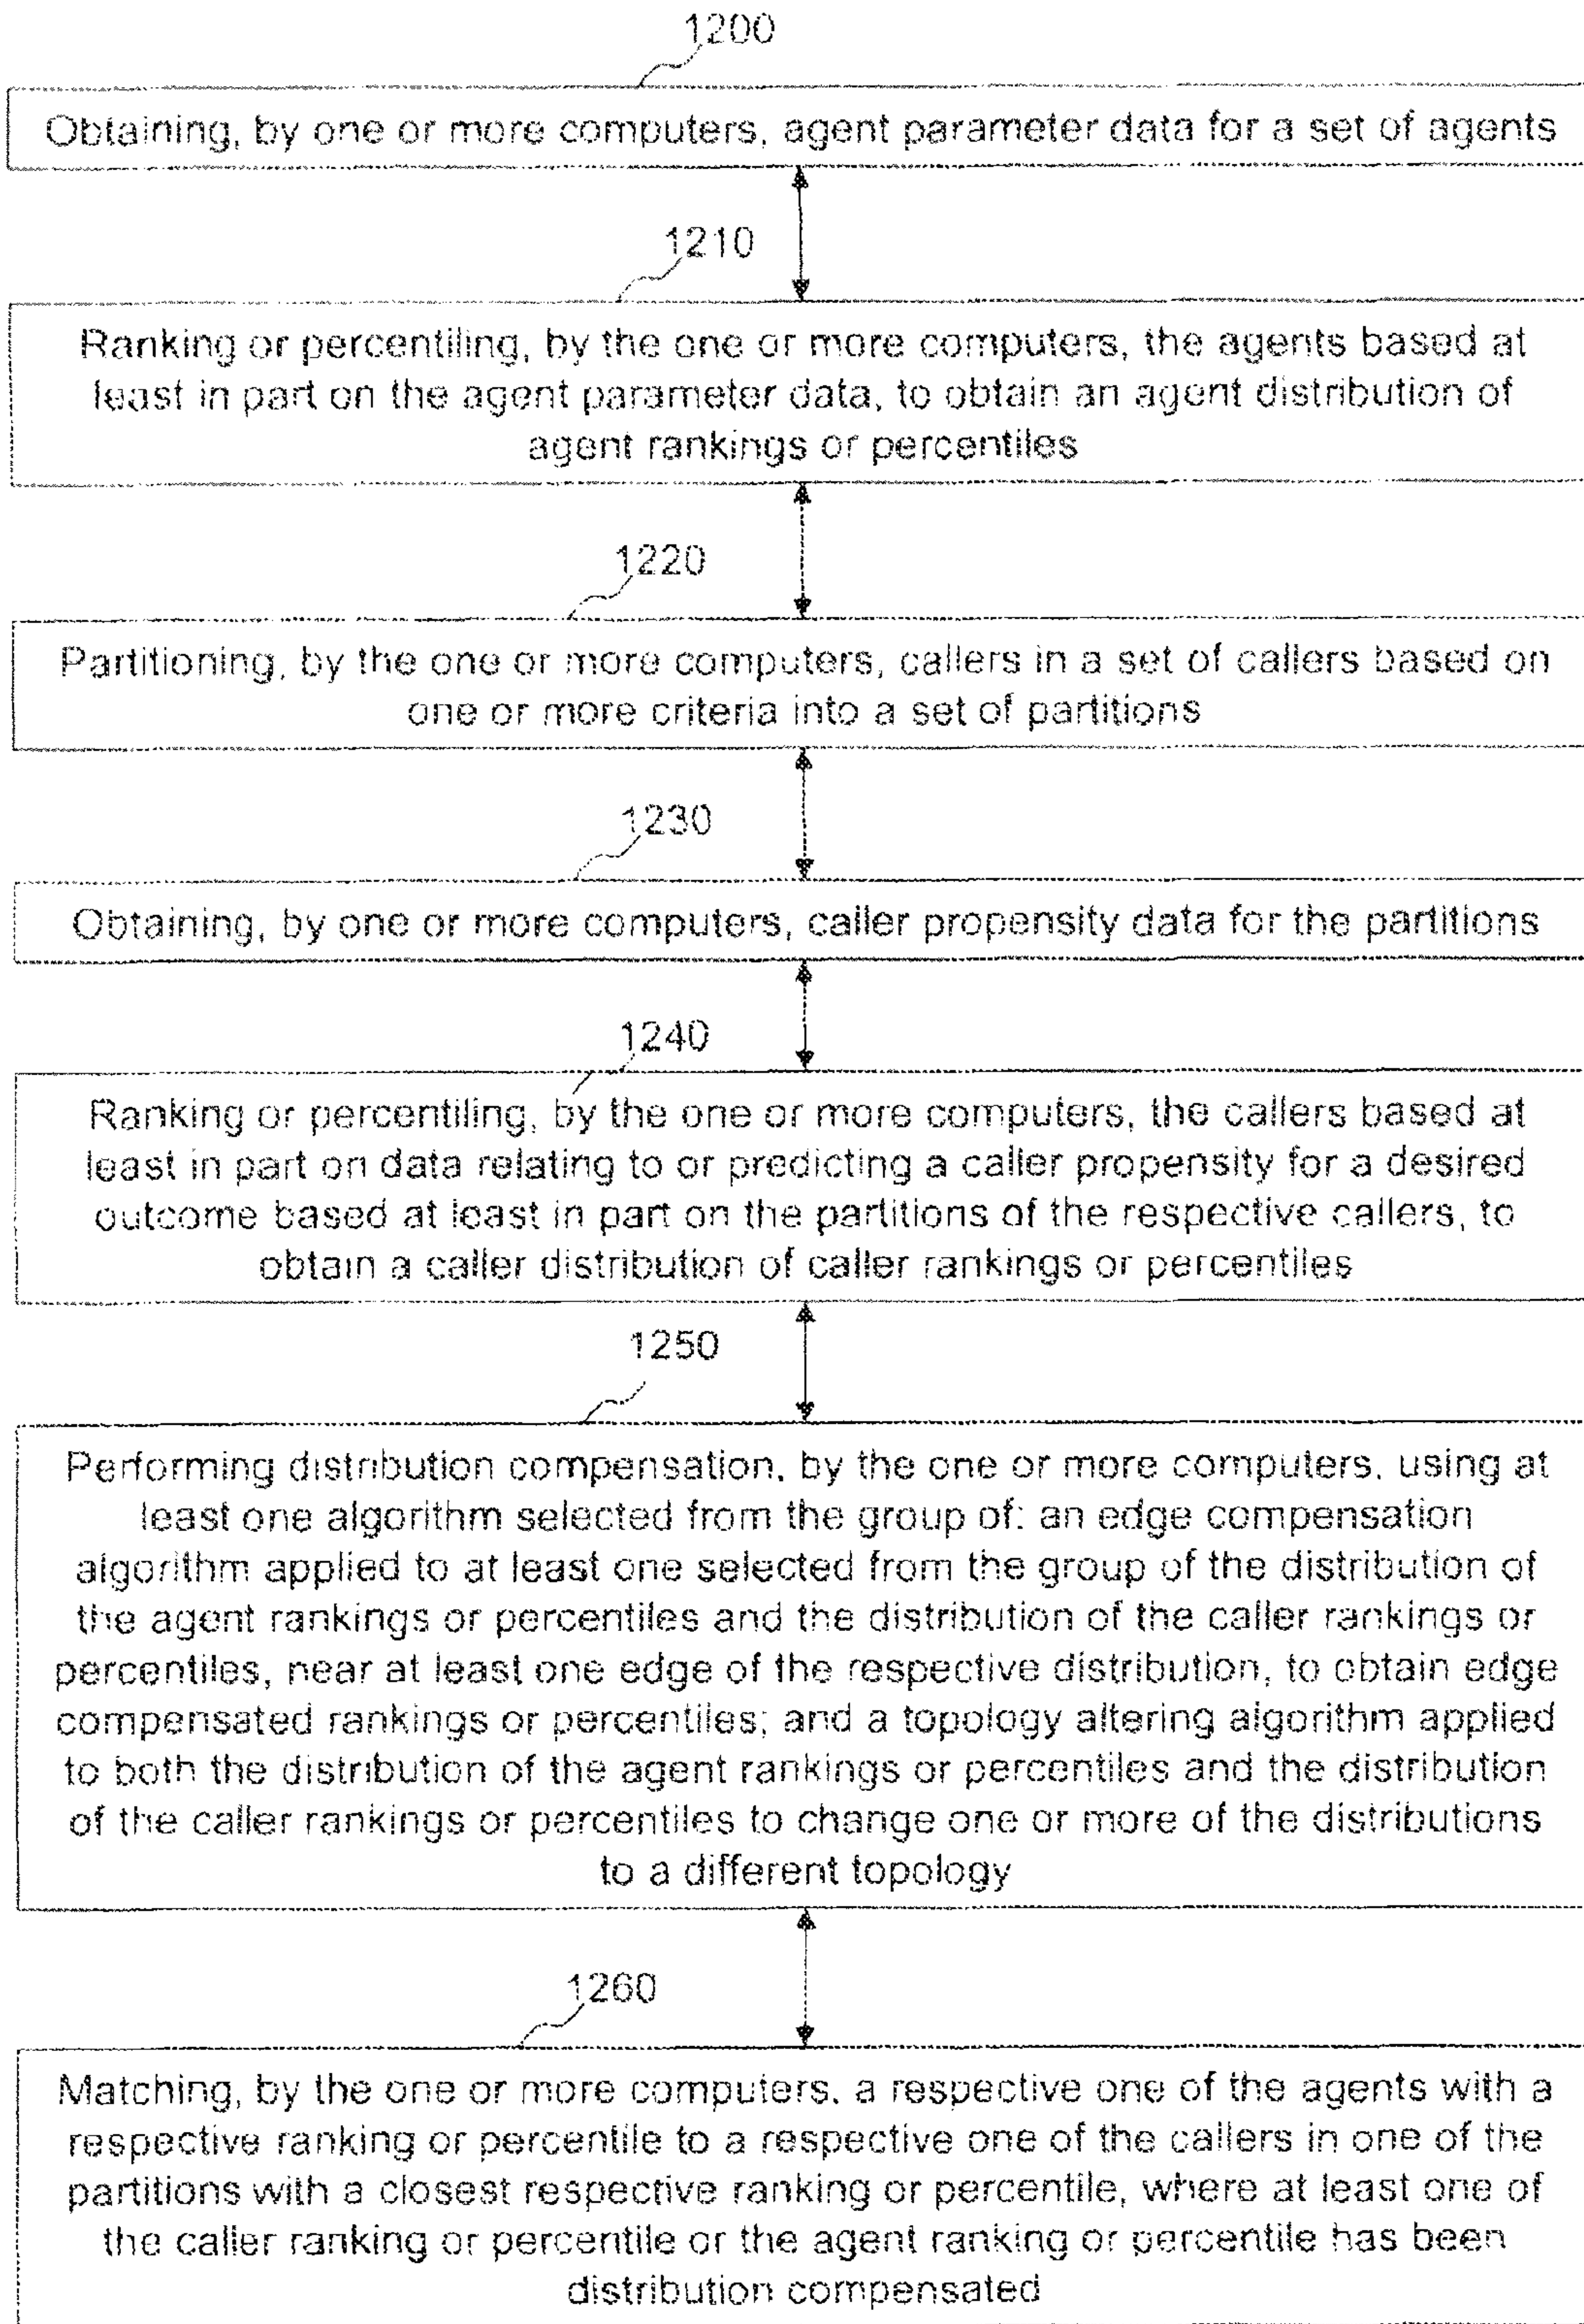 1200
Obtaining, by one or more computers, agent parameter data for a set of agents
1210
Ranking or percentiling, by the one or more computers, the agents based at
least in part on the agent parameter data, to obtain an agent distribution of
agent rankings or percentiles
1220
Partitioning, by the one or more computers, callers in a set of callers based on
one or more criteria into a set of partitions
1230
Obtaining, by one or more computers, caller propensity data for the partitions
1240
Ranking or percentiling, by the one or more computers, the callers based at
least in part on data relating to or predicting a caller propensity for a desired
outcome based at least in part on the partitions of the respective callers, to
obtain a caller distribution of caller rankings or percentiles
1250
Performing distribution compensation, by the one or more computers, using at
least one algorithm selected from the group of: an edge compensation
algorithm applied to at least one selected from the group of the distribution of
the agent rankings or percentiles and the distribution of the caller rankings or
percentiles, near at least one edge of the respective distribution, to obtain edge
compensated rankings or percentiles; and a topology altering algorithm applied
to both the distribution of the agent rankings or percentiles and the distribution
of the caller rankings or percentiles to change one or more of the distributions
to a different topology
1260
Matching, by the one or more computers, a respective one of the agents with a
respective ranking or percentile to a respective one of the callers in one of the
partitions with a closest respective ranking or percentile, where at least one of
the caller ranking or percentile or the agent ranking or percentile has been
distribution compensated